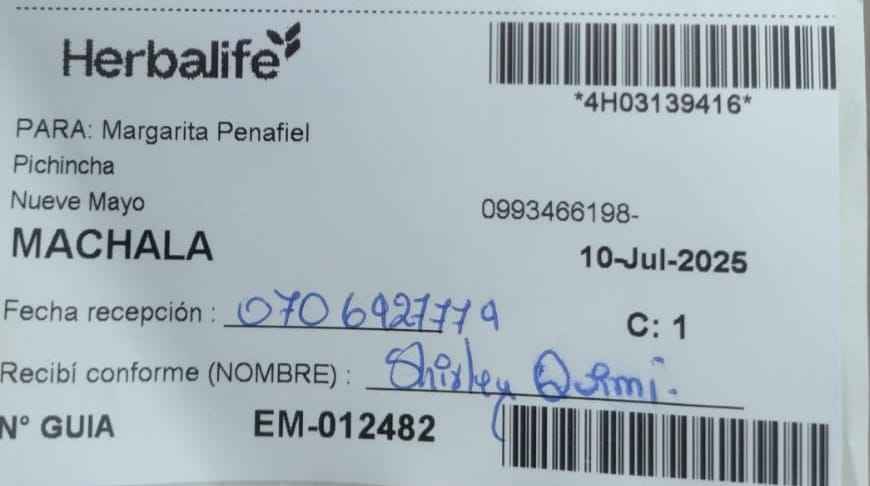 Herbalife
*4H03139416*
PARA: Margarita Penafiel
Pichincha
Nueve Mayo
0993466198-
MACHALA
10-Jul-2025
Fecha recepción : 0706927779
C: 1
Recibí conforme (NOMBRE) : Shirley Quimi.
N° GUIA EM-012482